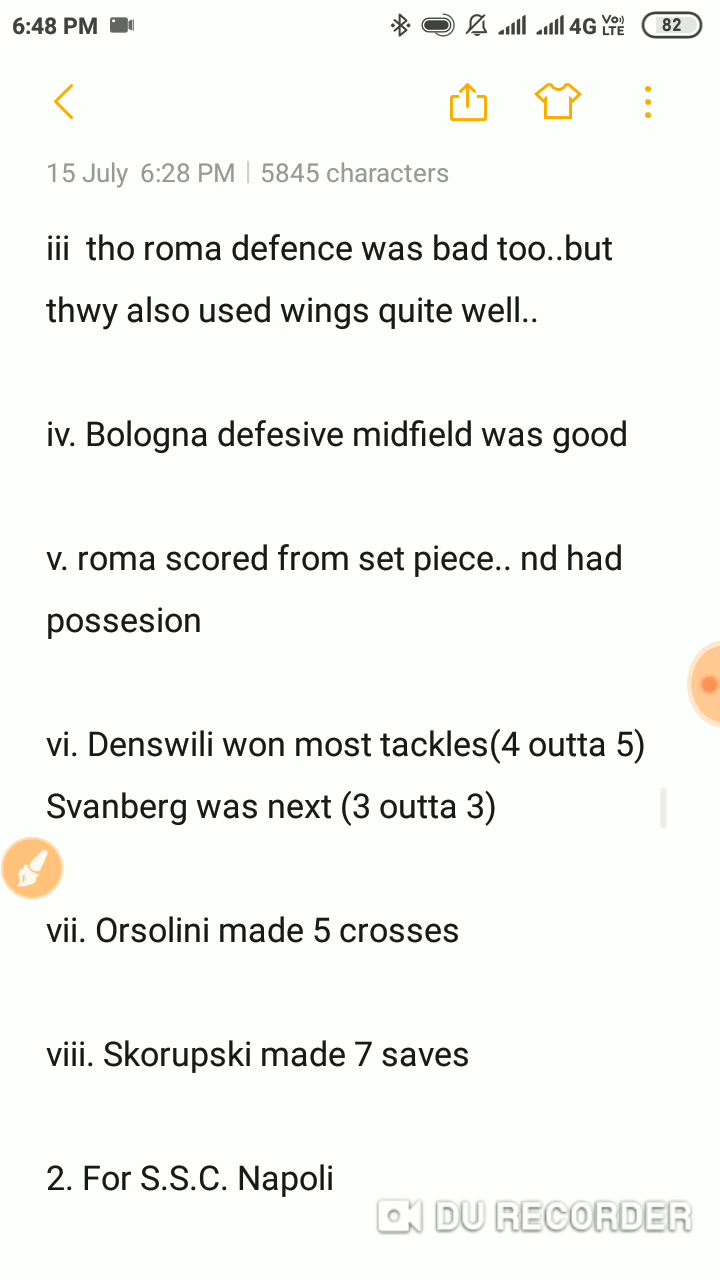 6:48 PM 4G VoLTE 82
15 July 6:28 PM | 5845 characters
iii tho roma defence was bad too..but
thwy also used wings quite well..
iv. Bologna defesive midfield was good
v. roma scored from set piece.. nd had
possesion
vi. Denswili won most tackles(4 outta 5)
Svanberg was next (3 outta 3)
vii. Orsolini made 5 crosses
viii. Skorupski made 7 saves
2. For S.S.C. Napoli
DU RECORDER